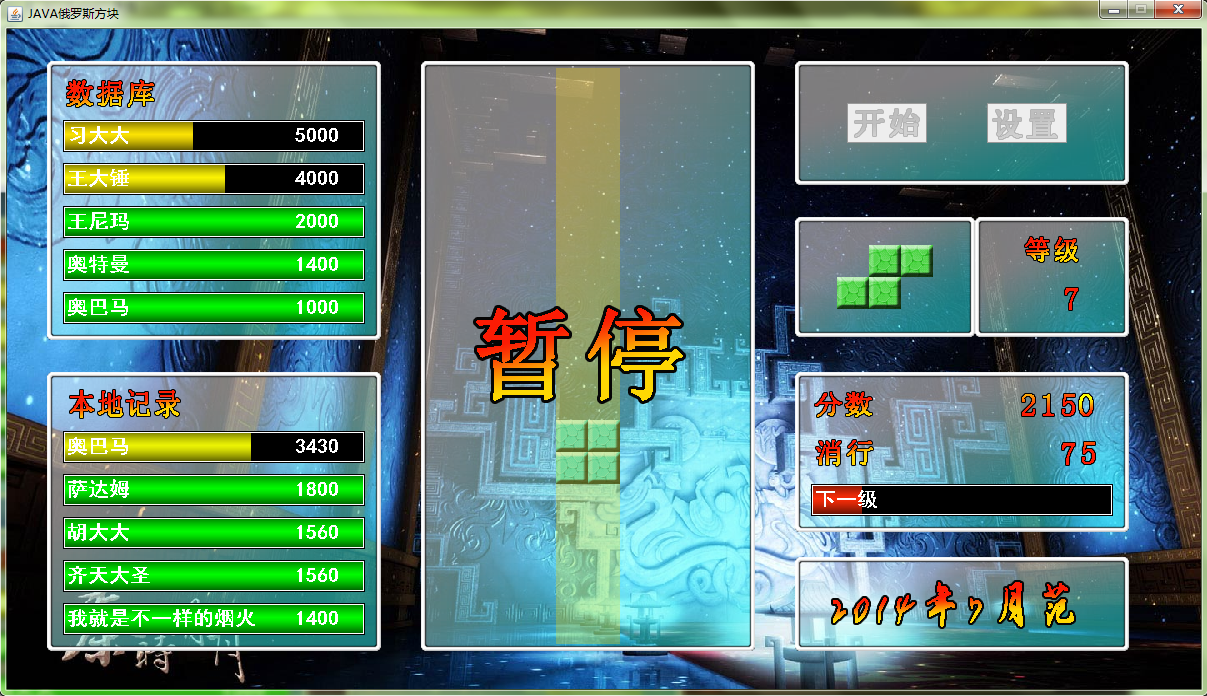 JAVA俄罗斯方块
数据库
习大大 5000
王大锤 4000
王尼玛 2000
奥特曼 1400
奥巴马 1000
本地记录
奥巴马 3430
萨达姆 1800
胡大大 1560
齐天大圣 1560
我就是不一样的烟火 1400
暂停
开始 设置
等级
7
分数 2150
消行 75
下一级
2014年7月范